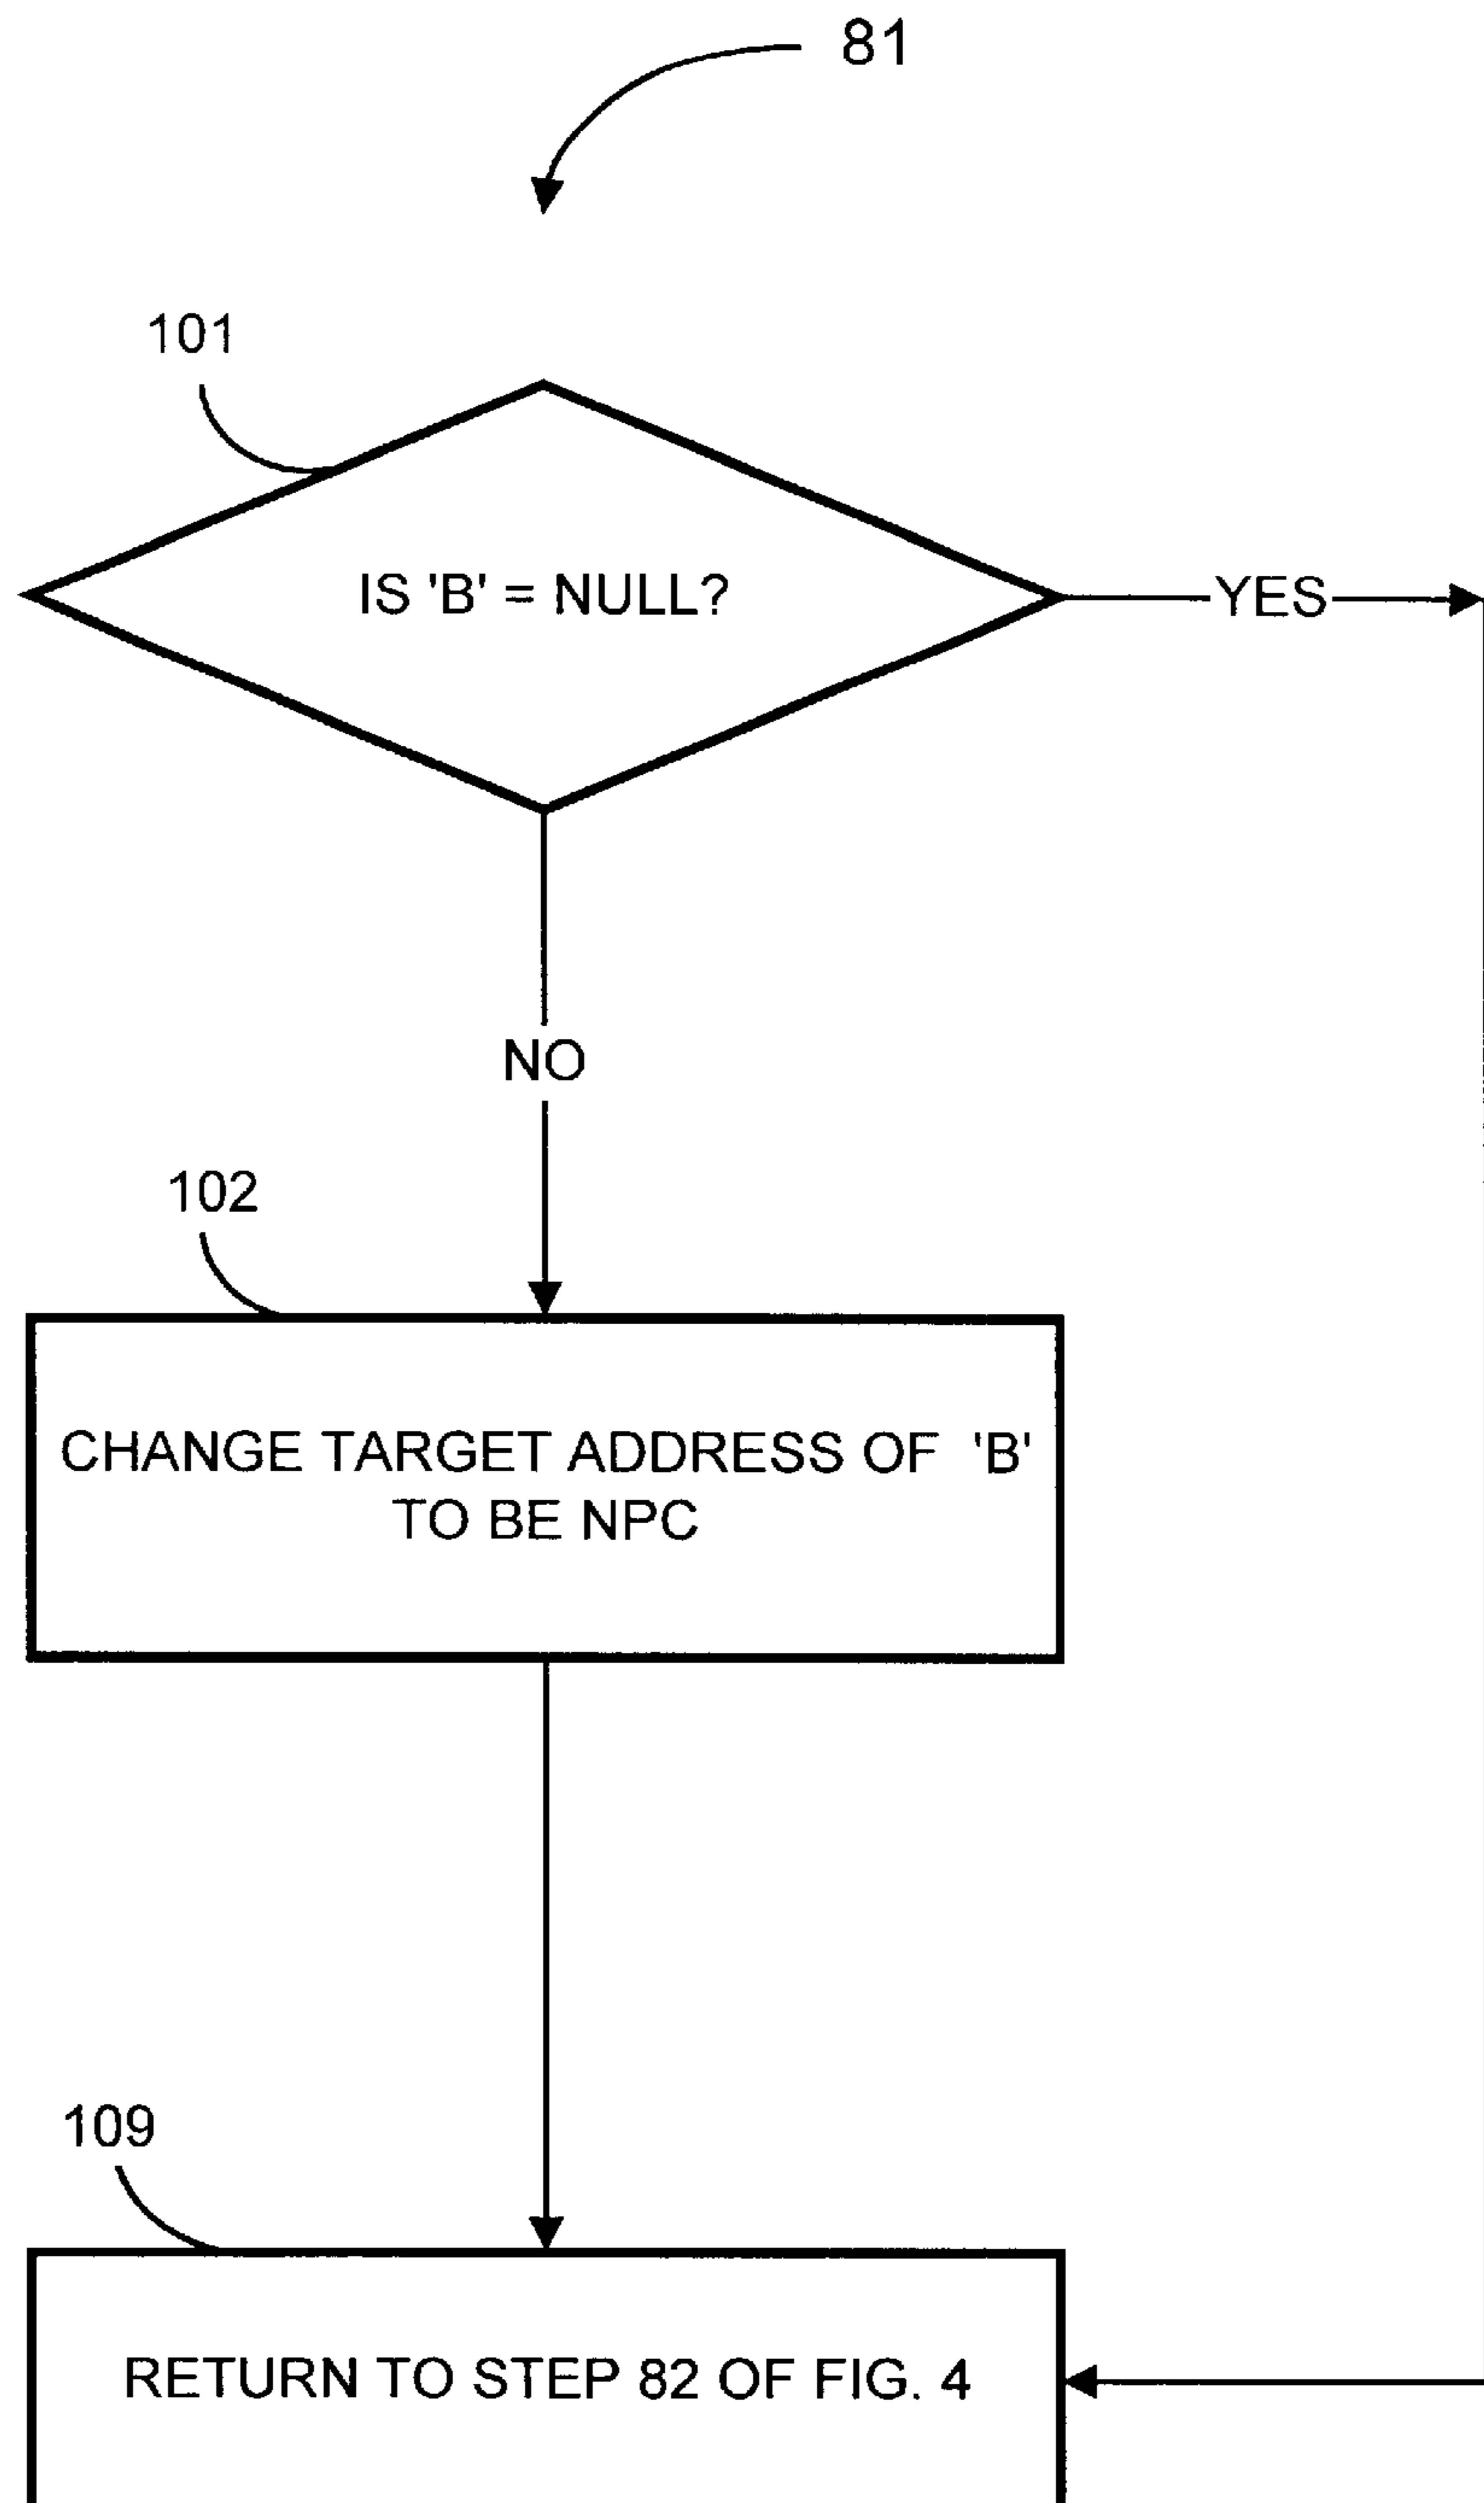 81
101
IS 'B' = NULL?
YES
NO
102
CHANGE TARGET ADDRESS OF 'B'
TO BE NPC
109
RETURN TO STEP 82 OF FIG. 4